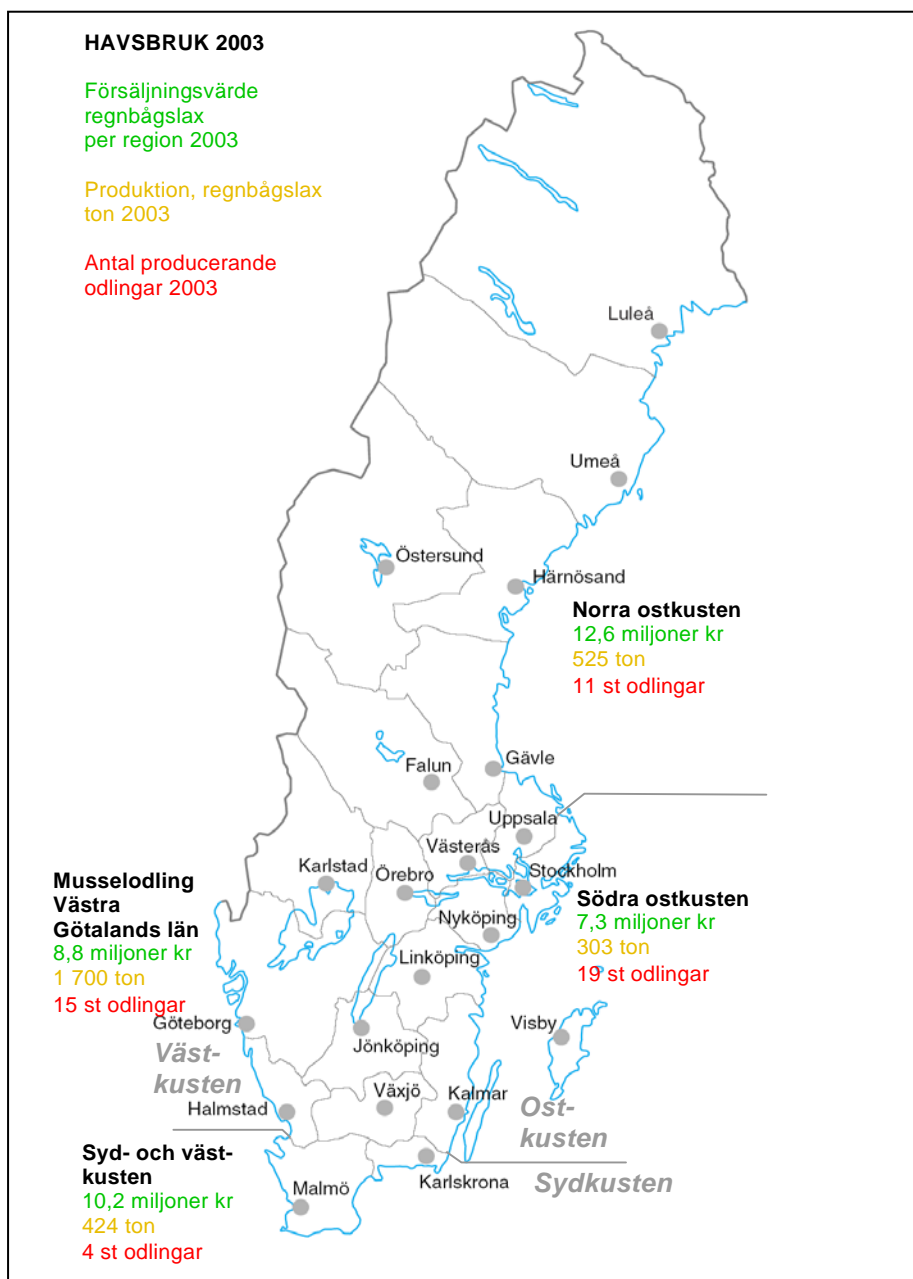 HAVSBRUK 2003
Försäljningsvärde
regnbågslax
per region 2003
Produktion, regnbågslax
ton 2003
Antal producerande
odlingar 2003
Luleå
Umeå
Östersund
Härnösand
Norra ostkusten
12,6 miljoner kr
525 ton
11 st odlingar
Gävle
Falun
Uppsala
Västerås
Karlstad
Örebro
Stockholm
Musselodling
Västra
Götalands län
8,8 miljoner kr
1 700 ton
15 st odlingar
Södra ostkusten
7,3 miljoner kr
303 ton
19 st odlingar
Nyköping
Linköping
Göteborg
Jönköping
Visby
Väst-
kusten
Växjö
Kalmar
Halmstad
Ost-
kusten
Syd- och väst-
kusten
10,2 miljoner kr
424 ton
4 st odlingar
Malmö
Karlskrona
Sydkusten